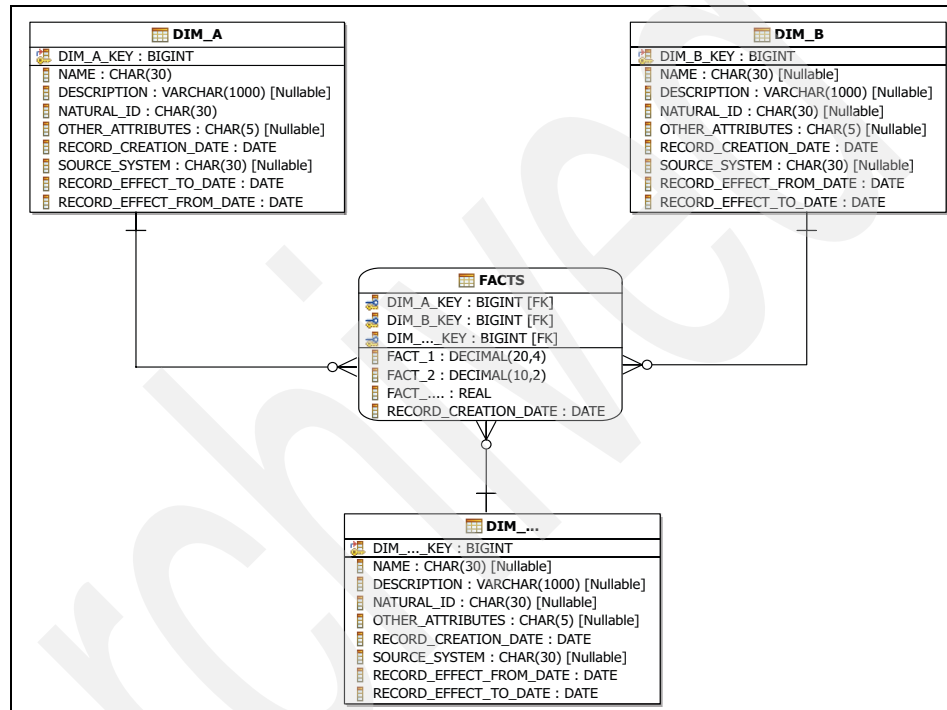 DIM_A
DIM_A_KEY : BIGINT
NAME : CHAR(30)
DESCRIPTION : VARCHAR(1000) [Nullable]
NATURAL_ID : CHAR(30)
OTHER_ATTRIBUTES : CHAR(5) [Nullable]
RECORD_CREATION_DATE : DATE
SOURCE_SYSTEM : CHAR(30) [Nullable]
RECORD_EFFECT_TO_DATE : DATE
RECORD_EFFECT_FROM_DATE : DATE
DIM_B
DIM_B_KEY : BIGINT
NAME : CHAR(30) [Nullable]
DESCRIPTION : VARCHAR(1000) [Nullable]
NATURAL_ID : CHAR(30) [Nullable]
OTHER_ATTRIBUTES : CHAR(5) [Nullable]
RECORD_CREATION_DATE : DATE
SOURCE_SYSTEM : CHAR(30) [Nullable]
RECORD_EFFECT_FROM_DATE : DATE
RECORD_EFFECT_TO_DATE : DATE
FACTS
DIM_A_KEY : BIGINT [FK]
DIM_B_KEY : BIGINT [FK]
DIM_..._KEY : BIGINT [FK]
FACT_1 : DECIMAL(20,4)
FACT_2 : DECIMAL(10,2)
FACT_.... : REAL
RECORD_CREATION_DATE : DATE
DIM_...
DIM_..._KEY : BIGINT
NAME : CHAR(30) [Nullable]
DESCRIPTION : VARCHAR(1000) [Nullable]
NATURAL_ID : CHAR(30) [Nullable]
OTHER_ATTRIBUTES : CHAR(5) [Nullable]
RECORD_CREATION_DATE : DATE
SOURCE_SYSTEM : CHAR(30) [Nullable]
RECORD_EFFECT_FROM_DATE : DATE
RECORD_EFFECT_TO_DATE : DATE
rchived